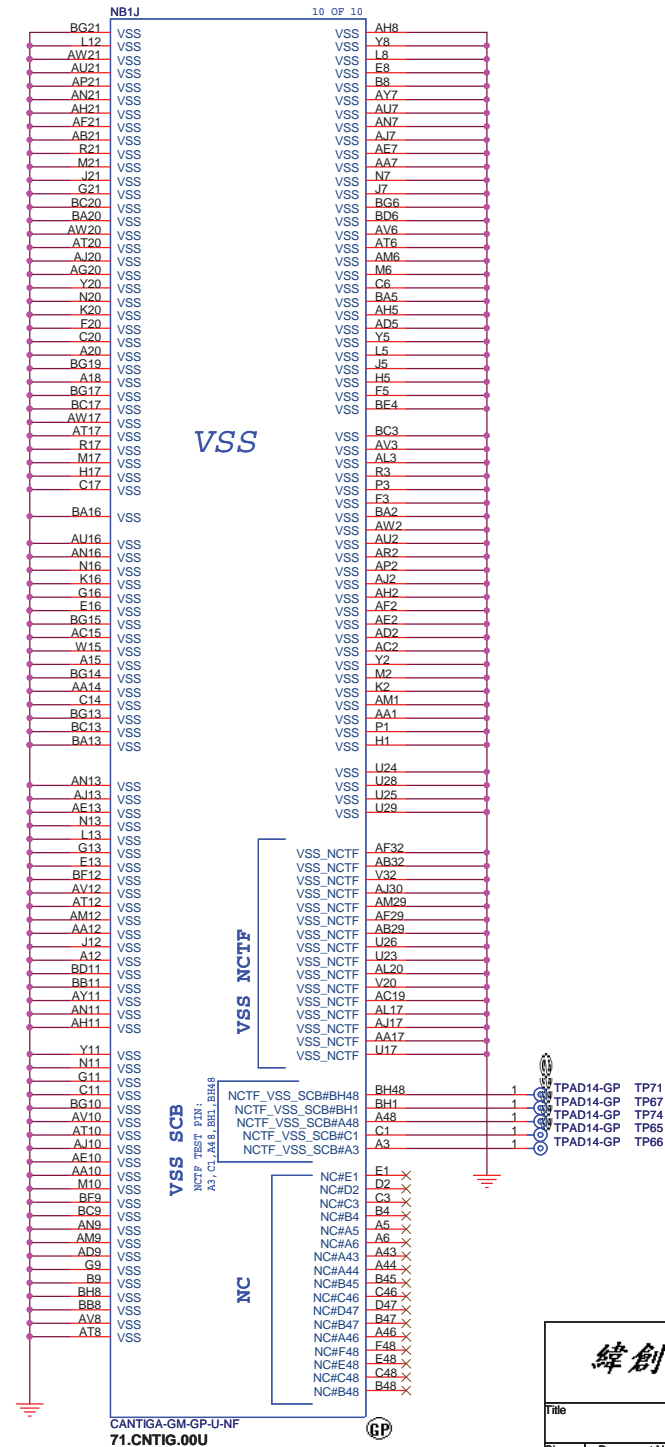 NB1J 10 OF 10
BG21 VSS VSS AH8
L12 VSS VSS Y8
AW21 VSS VSS L8
AU21 VSS VSS E8
AP21 VSS VSS B8
AN21 VSS VSS AY7
AH21 VSS VSS AU7
AF21 VSS VSS AN7
AB21 VSS VSS AJ7
R21 VSS VSS AE7
M21 VSS VSS AA7
J21 VSS VSS N7
G21 VSS VSS J7
BC20 VSS VSS BG6
BA20 VSS VSS BD6
AW20 VSS VSS AV6
AT20 VSS VSS AT6
AJ20 VSS VSS AM6
AG20 VSS VSS M6
Y20 VSS VSS C6
N20 VSS VSS BA5
K20 VSS VSS AH5
F20 VSS VSS AD5
C20 VSS VSS Y5
A20 VSS VSS L5
BG19 VSS VSS J5
A18 VSS VSS H5
BG17 VSS VSS F5
BC17 VSS VSS BE4
AW17 VSS
AT17 VSS VSS BC3
VSS
R17 VSS VSS AV3
M17 VSS VSS AL3
H17 VSS VSS R3
C17 VSS VSS P3
VSS F3
BA16 VSS VSS BA2
VSS AW2
AU16 VSS VSS AU2
AN16 VSS VSS AR2
N16 VSS VSS AP2
K16 VSS VSS AJ2
G16 VSS VSS AH2
E16 VSS VSS AF2
BG15 VSS VSS AE2
AC15 VSS VSS AD2
W15 VSS VSS AC2
A15 VSS VSS Y2
BG14 VSS VSS M2
AA14 VSS VSS K2
C14 VSS VSS AM1
BG13 VSS VSS AA1
BC13 VSS VSS P1
BA13 VSS VSS H1
VSS U24
AN13 VSS VSS U28
AJ13 VSS VSS U25
AE13 VSS VSS U29
N13 VSS
L13 VSS
G13 VSS VSS_NCTF AF32
E13 VSS VSS_NCTF AB32
BF12 VSS VSS_NCTF V32
AV12 VSS VSS_NCTF AJ30
AT12 VSS VSS_NCTF AM29
AM12 VSS VSS_NCTF AF29
AA12 VSS VSS_NCTF AB29
J12 VSS VSS_NCTF U26
A12 VSS VSS_NCTF U23
BD11 VSS VSS_NCTF AL20
BB11 VSS VSS_NCTF V20
AY11 VSS VSS_NCTF AC19
AN11 VSS VSS_NCTF AL17
AH11 VSS VSS_NCTF AJ17
VSS_NCTF AA17
Y11 VSS VSS_NCTF U17
VSS NCTF
N11 VSS
G11 VSS
C11 VSS NCTF_VSS_SCB#BH48 BH48 1 TPAD14-GP TP71
BG10 VSS NCTF_VSS_SCB#BH1 BH1 1 TPAD14-GP TP67
AV10 VSS NCTF_VSS_SCB#A48 A48 1 TPAD14-GP TP74
AT10 VSS NCTF_VSS_SCB#C1 C1 1 TPAD14-GP TP65
AJ10 VSS NCTF_VSS_SCB#A3 A3 1 TPAD14-GP TP66
VSS SCB
NCTF TEST PIN:
A3,C1,A48,BH1,BH48
AE10 VSS
AA10 VSS NC#E1 E1
M10 VSS NC#D2 D2
BF9 VSS NC#C3 C3
BC9 VSS NC#B4 B4
AN9 VSS NC#A5 A5
AM9 VSS NC#A6 A6
AD9 VSS NC#A43 A43
G9 VSS NC#A44 A44
B9 VSS NC#B45 B45
BH8 VSS NC#C46 C46
BB8 VSS NC#D47 D47
AV8 VSS NC#B47 B47
AT8 VSS NC#A46 A46
NC#F48 F48
NC#E48 E48
NC#C48 C48
NC#B48 B48
NC
CANTIGA-GM-GP-U-NF
71.CNTIG.00U
GP
緯創
Title